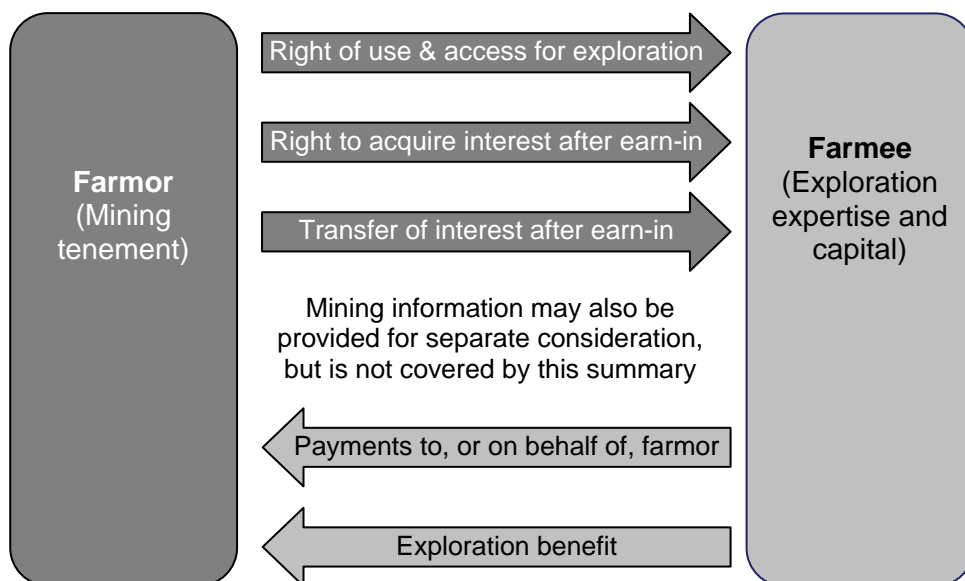 Right of use & access for exploration
Right to acquire interest after earn-in
Farmor
(Mining
tenement)
Farmee
(Exploration
expertise and
capital)
Transfer of interest after earn-in
Mining information may also be
provided for separate consideration,
but is not covered by this summary
Payments to, or on behalf of, farmor
Exploration benefit